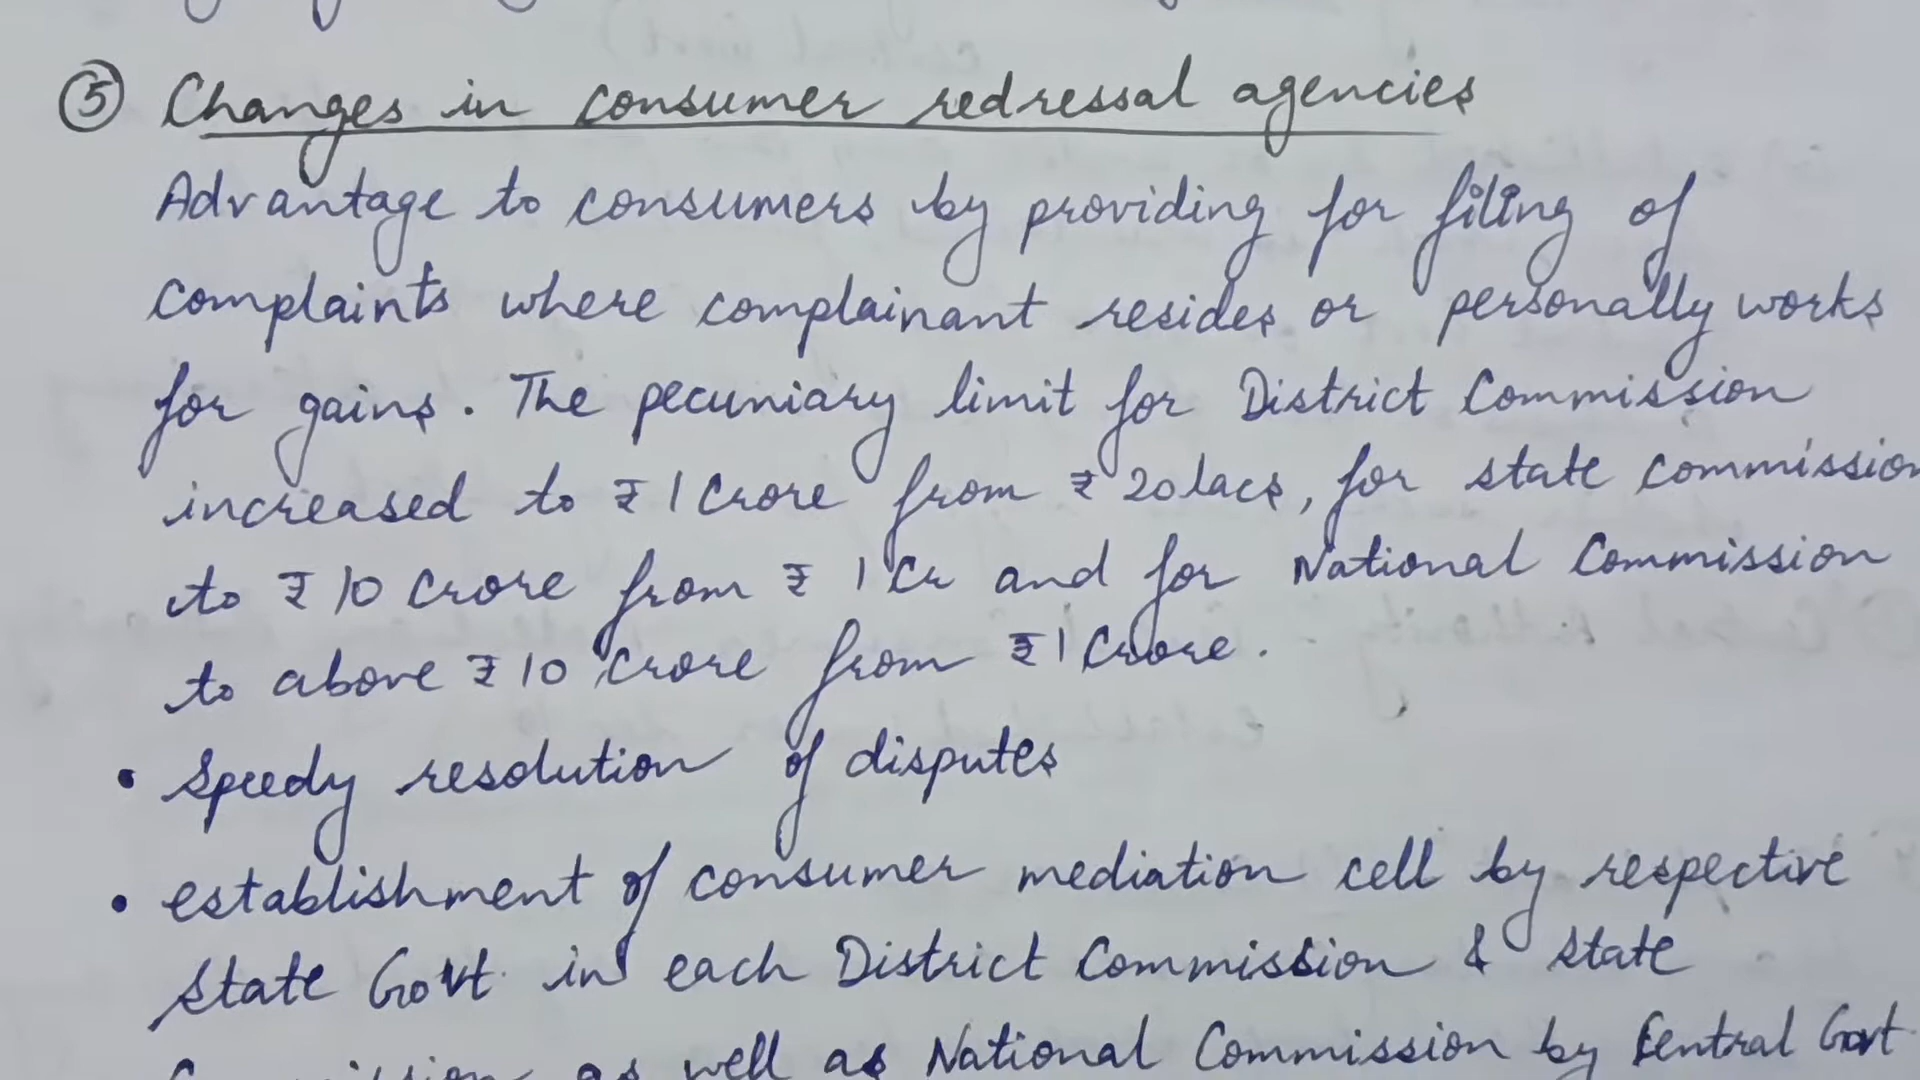 ⑤ Changes in consumer redressal agencies
Advantage to consumers by providing for filing of
complaints where complainant resides or personally works
for gains. The pecuniary limit for District Commission
increased to ₹ 1 Crore from ₹ 20 lacs, for state commission
to ₹ 10 Crore from ₹ 1 Cr and for National Commission
to above ₹ 10 Crore from ₹ 1 Crore.
• Speedy resolution of disputes
• establishment of consumer mediation cell by respective
State Govt. in each District Commission & State
Commission as well as National Commission by Central Govt.